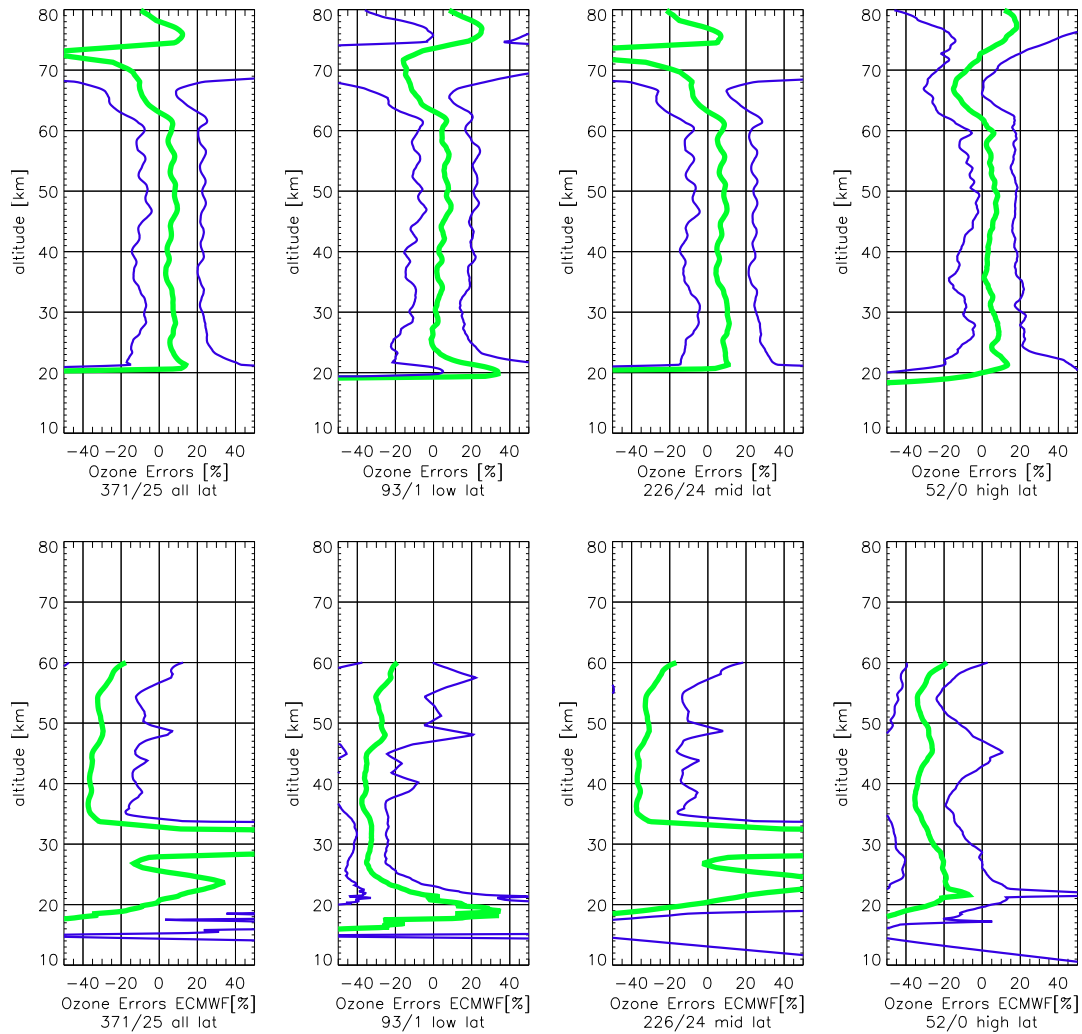 80 80 80 80
70 70 70 70
60 60 60 60
50 50 50 50
40 40 40 40
30 30 30 30
20 20 20 20
10 10 10 10
altitude [km] altitude [km] altitude [km] altitude [km]
−40 −20 0 20 40 −40 −20 0 20 40 −40 −20 0 20 40 −40 −20 0 20 40
Ozone Errors [%] Ozone Errors [%] Ozone Errors [%] Ozone Errors [%]
371/25 all lat 93/1 low lat 226/24 mid lat 52/0 high lat
80 80 80 80
70 70 70 70
60 60 60 60
50 50 50 50
40 40 40 40
30 30 30 30
20 20 20 20
10 10 10 10
altitude [km] altitude [km] altitude [km] altitude [km]
−40 −20 0 20 40 −40 −20 0 20 40 −40 −20 0 20 40 −40 −20 0 20 40
Ozone Errors ECMWF[%] Ozone Errors ECMWF[%] Ozone Errors ECMWF[%] Ozone Errors ECMWF[%]
371/25 all lat 93/1 low lat 226/24 mid lat 52/0 high lat